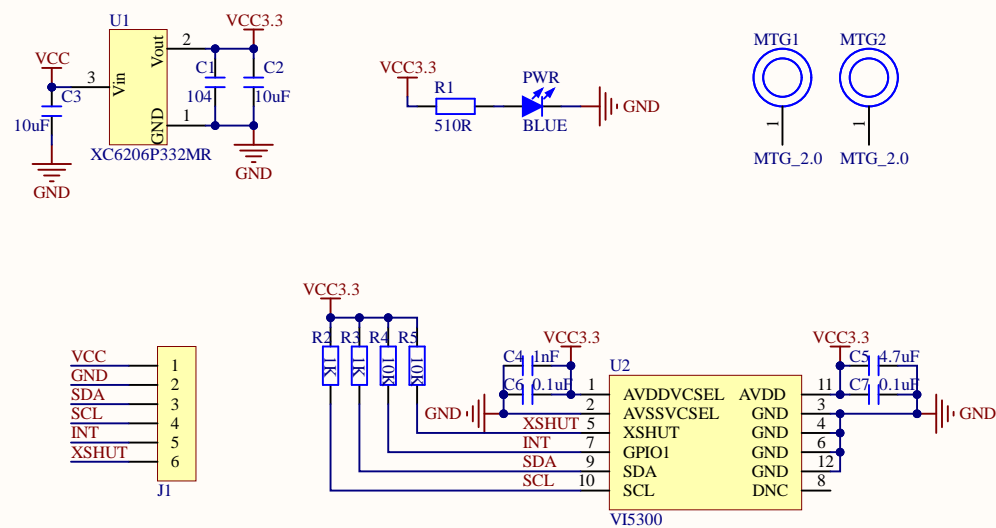 U1
VCC
3
Vin
Vout
2
GND
1
XC6206P332MR
C3
10uF
GND
C1
104
C2
10uF
VCC3.3
GND
VCC3.3
R1
510R
PWR
BLUE
GND
MTG1
1
MTG_2.0
MTG2
1
MTG_2.0
VCC 1
GND 2
SDA 3
SCL 4
INT 5
XSHUT 6
J1
VCC3.3
R2 1K
R3 1K
R4 10K
R5 10K
VCC3.3
C4 1nF
C6 0.1uF
GND
XSHUT
INT
SDA
SCL
U2
1 AVDDVCSEL
2 AVSSVCSEL
5 XSHUT
7 GPIO1
9 SDA
10 SCL
AVDD 11
GND 3
GND 4
GND 6
GND 12
DNC 8
VI5300
VCC3.3
C5 4.7uF
C7 0.1uF
GND